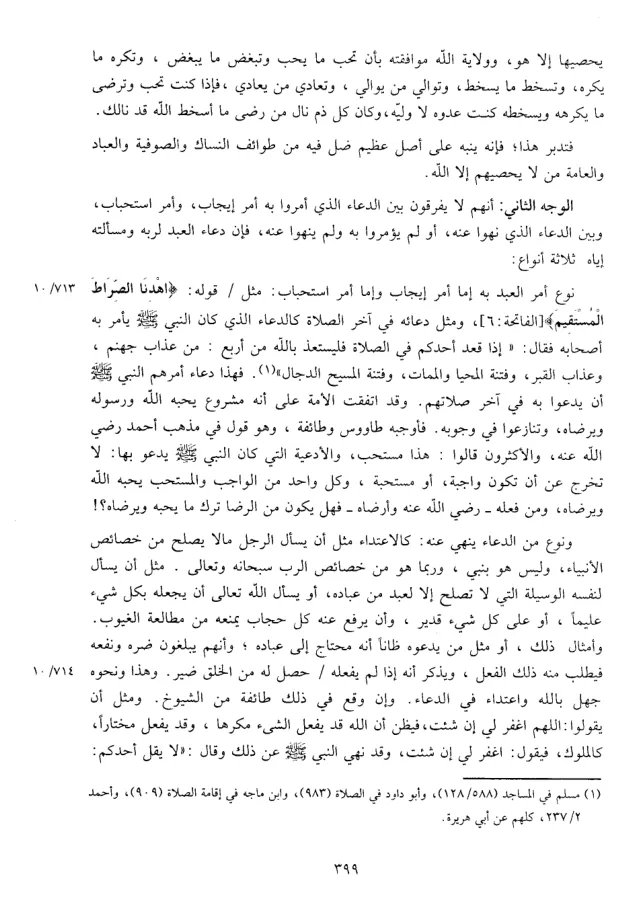 يحصيها إلا هو، وولاية الله موافقته بأن تحب ما يحب وتبغض ما يبغض ، وتكره ما
يكره، وتسخط ما يسخط، وتوالي من يوالي ، وتعادي من يعادي ،فإذا كنت تحب وترضى
ما يكرهه ويسخطه كنت عدوه لا وليّه،وكان كل ذم نال من رضى ما أسخط الله قد نالك.
فتدبر هذا؛ فإنه ينبه على أصل عظيم ضل فيه من طوائف النساك والصوفية والعباد
والعامة من لا يحصيهم إلا الله.
الوجه الثاني: أنهم لا يفرقون بين الدعاء الذي أمروا به أمر إيجاب، وأمر استحباب،
وبين الدعاء الذي نهوا عنه، أو لم يؤمروا به ولم ينهوا عنه، فإن دعاء العبد لربه ومسألته
إياه ثلاثة أنواع:
نوع أمر العبد به إما أمر إيجاب وإما أمر استحباب: مثل / قوله: ﴿اهْدِنَا الصِّرَاطَ ١٠/٧١٣
الْمُسْتَقِيمَ﴾[الفاتحة:٦]، ومثل دعائه في آخر الصلاة كالدعاء الذي كان النبي ﷺ يأمر به
أصحابه فقال: « إذا قعد أحدكم في الصلاة فليستعذ بالله من أربع : من عذاب جهنم ،
وعذاب القبر، وفتنة المحيا والممات، وفتنة المسيح الدجال»(١). فهذا دعاء أمرهم النبي ﷺ
أن يدعوا به في آخر صلاتهم. وقد اتفقت الأمة على أنه مشروع يحبه الله ورسوله
ويرضاه، وتنازعوا في وجوبه. فأوجبه طاووس وطائفة ، وهو قول في مذهب أحمد رضي
الله عنه، والأكثرون قالوا : هذا مستحب، والأدعية التي كان النبي ﷺ يدعو بها: لا
تخرج عن أن تكون واجبة، أو مستحبة ، وكل واحد من الواجب والمستحب يحبه الله
ويرضاه، ومن فعله ـ رضي الله عنه وأرضاه ـ فهل يكون من الرضا ترك ما يحبه ويرضاه؟!
ونوع من الدعاء ينهي عنه: كالاعتداء مثل أن يسأل الرجل مالا يصلح من خصائص
الأنبياء، وليس هو بنبي ، وربما هو من خصائص الرب سبحانه وتعالى . مثل أن يسأل
لنفسه الوسيلة التي لا تصلح إلا لعبد من عباده، أو يسأل الله تعالى أن يجعله بكل شيء
عليماً ، أو على كل شيء قدير ، وأن يرفع عنه كل حجاب يمنعه من مطالعة الغيوب.
وأمثال ذلك ، أو مثل من يدعوه ظاناً أنه محتاج إلى عباده ؛ وأنهم يبلغون ضره ونفعه
فيطلب منه ذلك الفعل ، ويذكر أنه إذا لم يفعله / حصل له من الخلق ضير. وهذا ونحوه ١٠/٧١٤
جهل بالله واعتداء في الدعاء. وإن وقع في ذلك طائفة من الشيوخ. ومثل أن
يقولوا:اللهم اغفر لي إن شئت،فيظن أن الله قد يفعل الشىء مكرها ، وقد يفعل مختاراً،
كالملوك، فيقول: اغفر لي إن شئت، وقد نهي النبي ﷺ عن ذلك وقال :«لا يقل أحدكم:
(١) مسلم في المساجد (١٢٨/٥٨٨)، وأبو داود في الصلاة (٩٨٣)، وابن ماجه في إقامة الصلاة (٩٠٩)، وأحمد
٢/ ٢٣٧، كلهم عن أبي هريرة.
٣٩٩